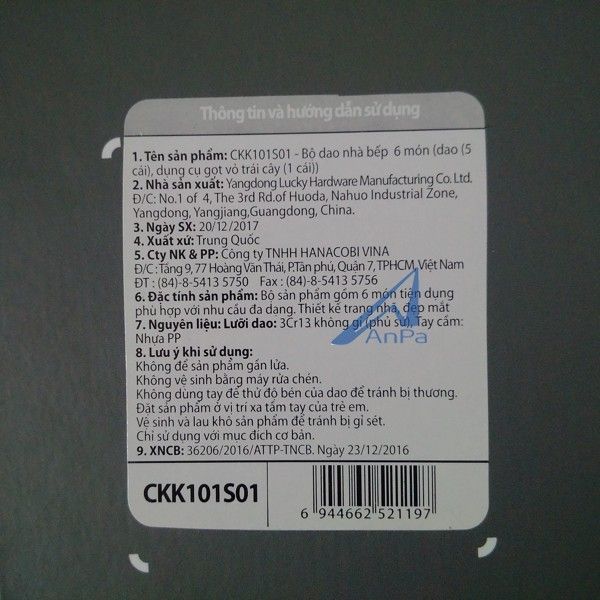 Thông tin và hướng dẫn sử dụng
1. Tên sản phẩm: CKK101S01 - Bộ dao nhà bếp 6 món (dao (5
cái), dụng cụ gọt vỏ trái cây (1 cái))
2. Nhà sản xuất: Yangdong Lucky Hardware Manufacturing Co. Ltd.
Đ/C: No.1 of 4, The 3rd Rd.of Huoda, Nahuo Industrial Zone,
Yangdong, Yangjiang,Guangdong, China.
3. Ngày SX: 20/12/2017
4. Xuất xứ: Trung Quốc
5. Cty NK & PP: Công ty TNHH HANACOBI VINA
Đ/C : Tầng 9, 77 Hoàng Văn Thái, P.Tân phú, Quận 7, TPHCM, Việt Nam
ĐT : (84)-8-5413 5750 Fax : (84)-8-5413 5756
6. Đặc tính sản phẩm: Bộ sản phẩm gồm 6 món tiện dụng
phù hợp với nhu cầu đa dạng. Thiết kế trang nhã, đẹp mắt
7. Nguyên liệu: Lưỡi dao: 3Cr13 không gỉ (phủ sứ), Tay cầm:
Nhựa PP
AnPa
8. Lưu ý khi sử dụng:
Không để sản phẩm gần lửa.
Không vệ sinh bằng máy rửa chén.
Không dùng tay để thử độ bén của dao để tránh bị thương.
Đặt sản phẩm ở vị trí xa tầm tay của trẻ em.
Vệ sinh và lau khô sản phẩm để tránh bị gỉ sét.
Chỉ sử dụng với mục đích cơ bản.
9. XNCB: 36206/2016/ATTP-TNCB. Ngày 23/12/2016
CKK101S01
6 944662 521197